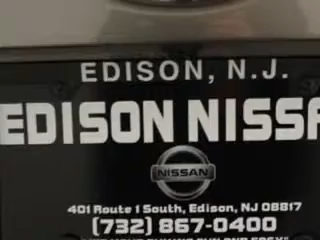 EDISON, N.J.
EDISON NISSA
NISSAN
401 Route 1 South, Edison, NJ 08817
(732) 867-0400